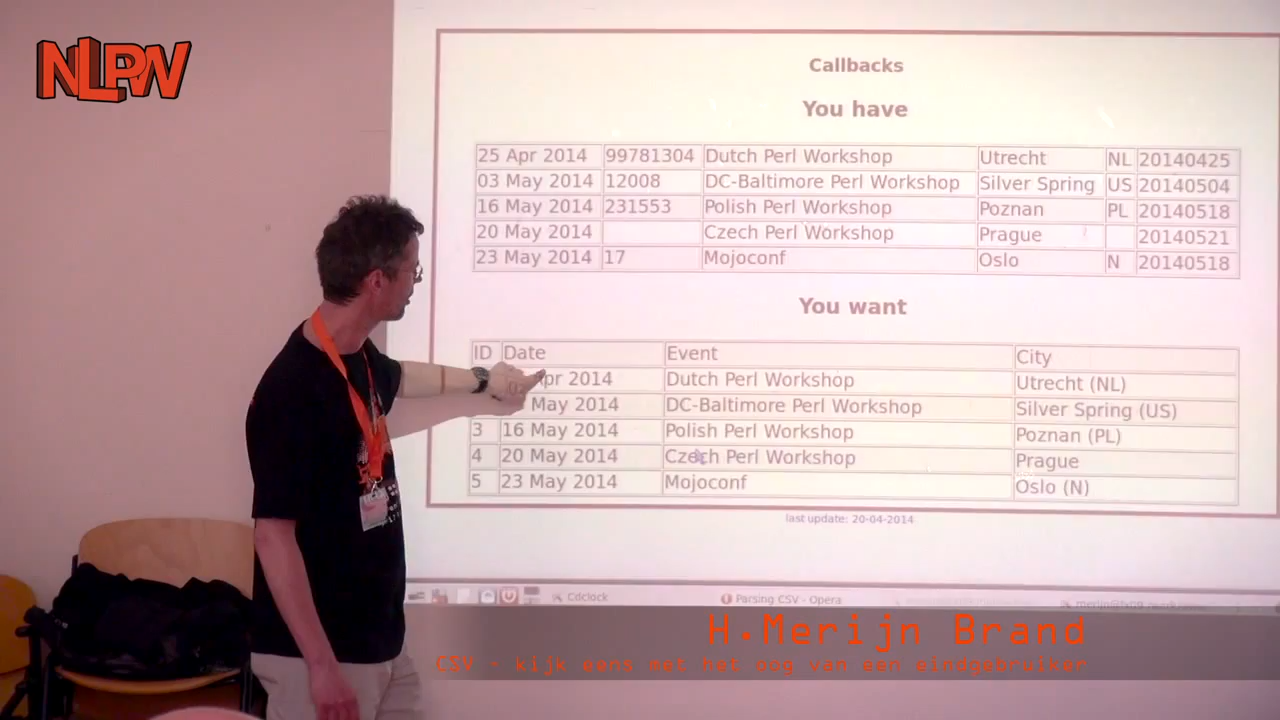 NLPW
Callbacks
You have
25 Apr 2014 99781304 Dutch Perl Workshop Utrecht NL 20140425
03 May 2014 12008 DC-Baltimore Perl Workshop Silver Spring US 20140504
16 May 2014 231553 Polish Perl Workshop Poznan PL 20140518
20 May 2014 Czech Perl Workshop Prague 20140521
23 May 2014 17 Mojoconf Oslo N 20140518
You want
ID Date Event City
Apr 2014 Dutch Perl Workshop Utrecht (NL)
May 2014 DC-Baltimore Perl Workshop Silver Spring (US)
3 16 May 2014 Polish Perl Workshop Poznan (PL)
4 20 May 2014 Czech Perl Workshop Prague
5 23 May 2014 Mojoconf Oslo (N)
last update: 20-04-2014
Cdclock Parsing CSV - Opera
H.Merijn Brand
CSV - kijk eens met het oog van een eindgebruiker